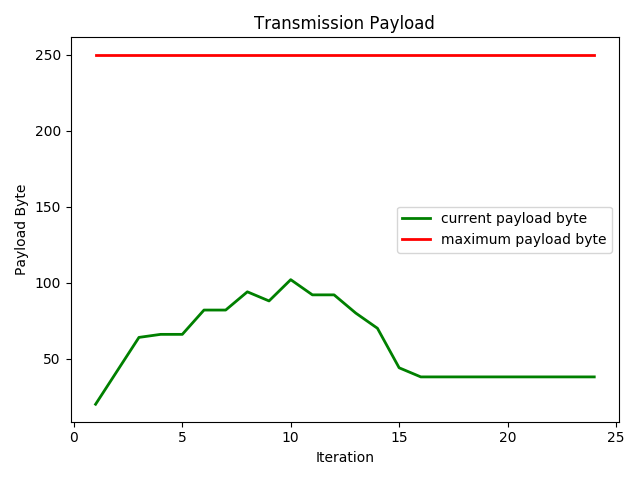 Transmission Payload
250
200
150
100
50
Payload Byte
current payload byte
maximum payload byte
0 5 10 15 20 25
Iteration